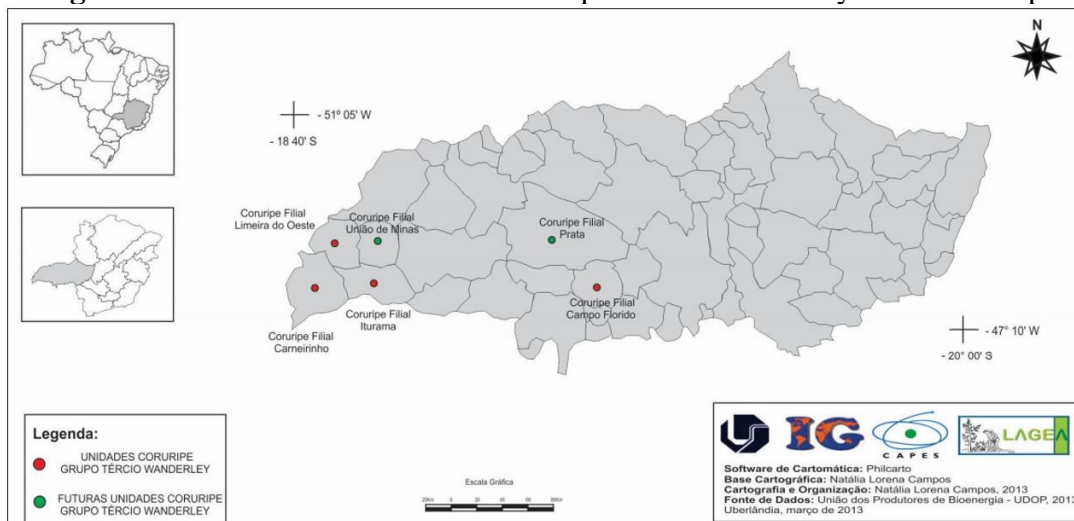 N
- 51° 05' W
- 18 40' S
Coruripe Filial
Limeira do Oeste
Coruripe Filial
União de Minas
Coruripe Filial
Prata
Coruripe Filial
Campo Florido
Coruripe Filial
Iturama
Coruripe Filial
Carneirinho
- 47° 10' W
- 20° 00' S
Legenda:
UNIDADES CORURIPE
GRUPO TÉRCIO WANDERLEY
FUTURAS UNIDADES CORURIPE
GRUPO TÉRCIO WANDERLEY
Escala Gráfica
IG
CAPES
LAGEA
Software de Cartomática: Philcarto
Base Cartográfica: Natália Lorena Campos
Cartografia e Organização: Natália Lorena Campos, 2013
Fonte de Dados: União dos Produtores de Bioenergia - UDOP, 2013
Uberlândia, março de 2013